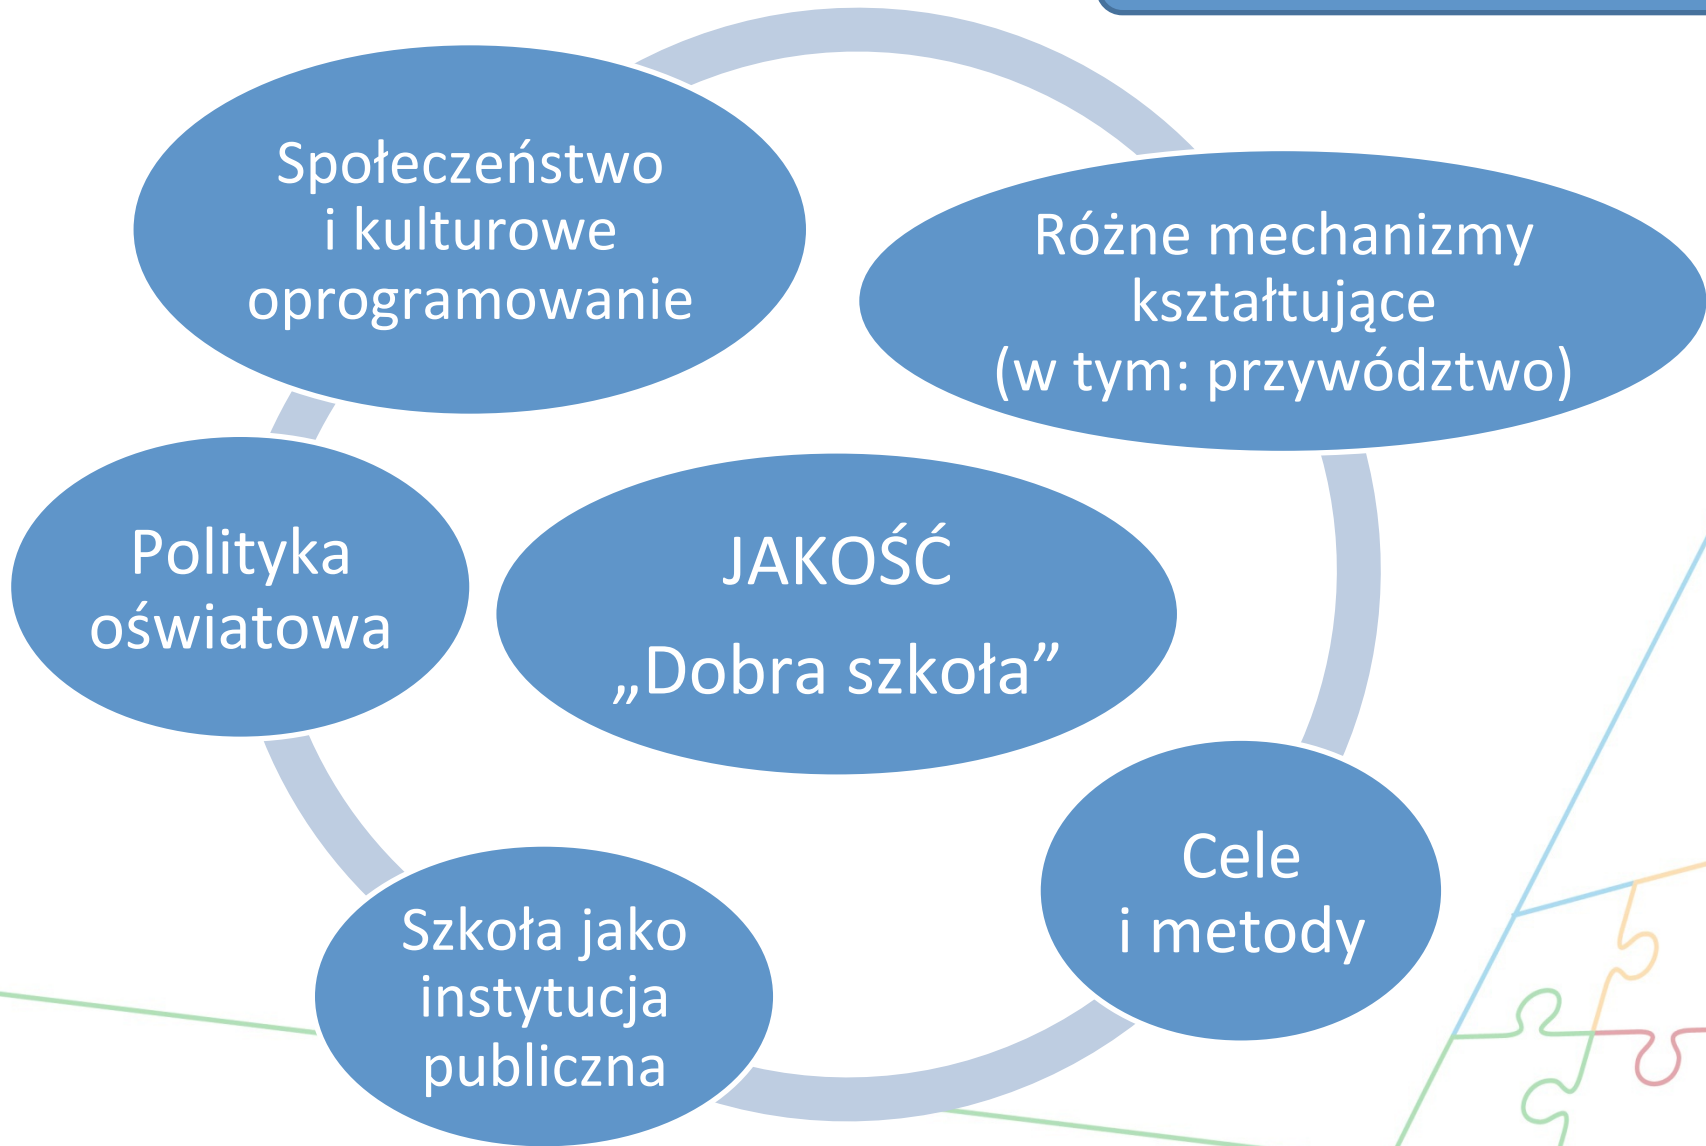 Społeczeństwo
i kulturowe
oprogramowanie
Różne mechanizmy
kształtujące
(w tym: przywództwo)
Polityka
oświatowa
JAKOŚĆ
„Dobra szkoła”
Cele
i metody
Szkoła jako
instytucja
publiczna